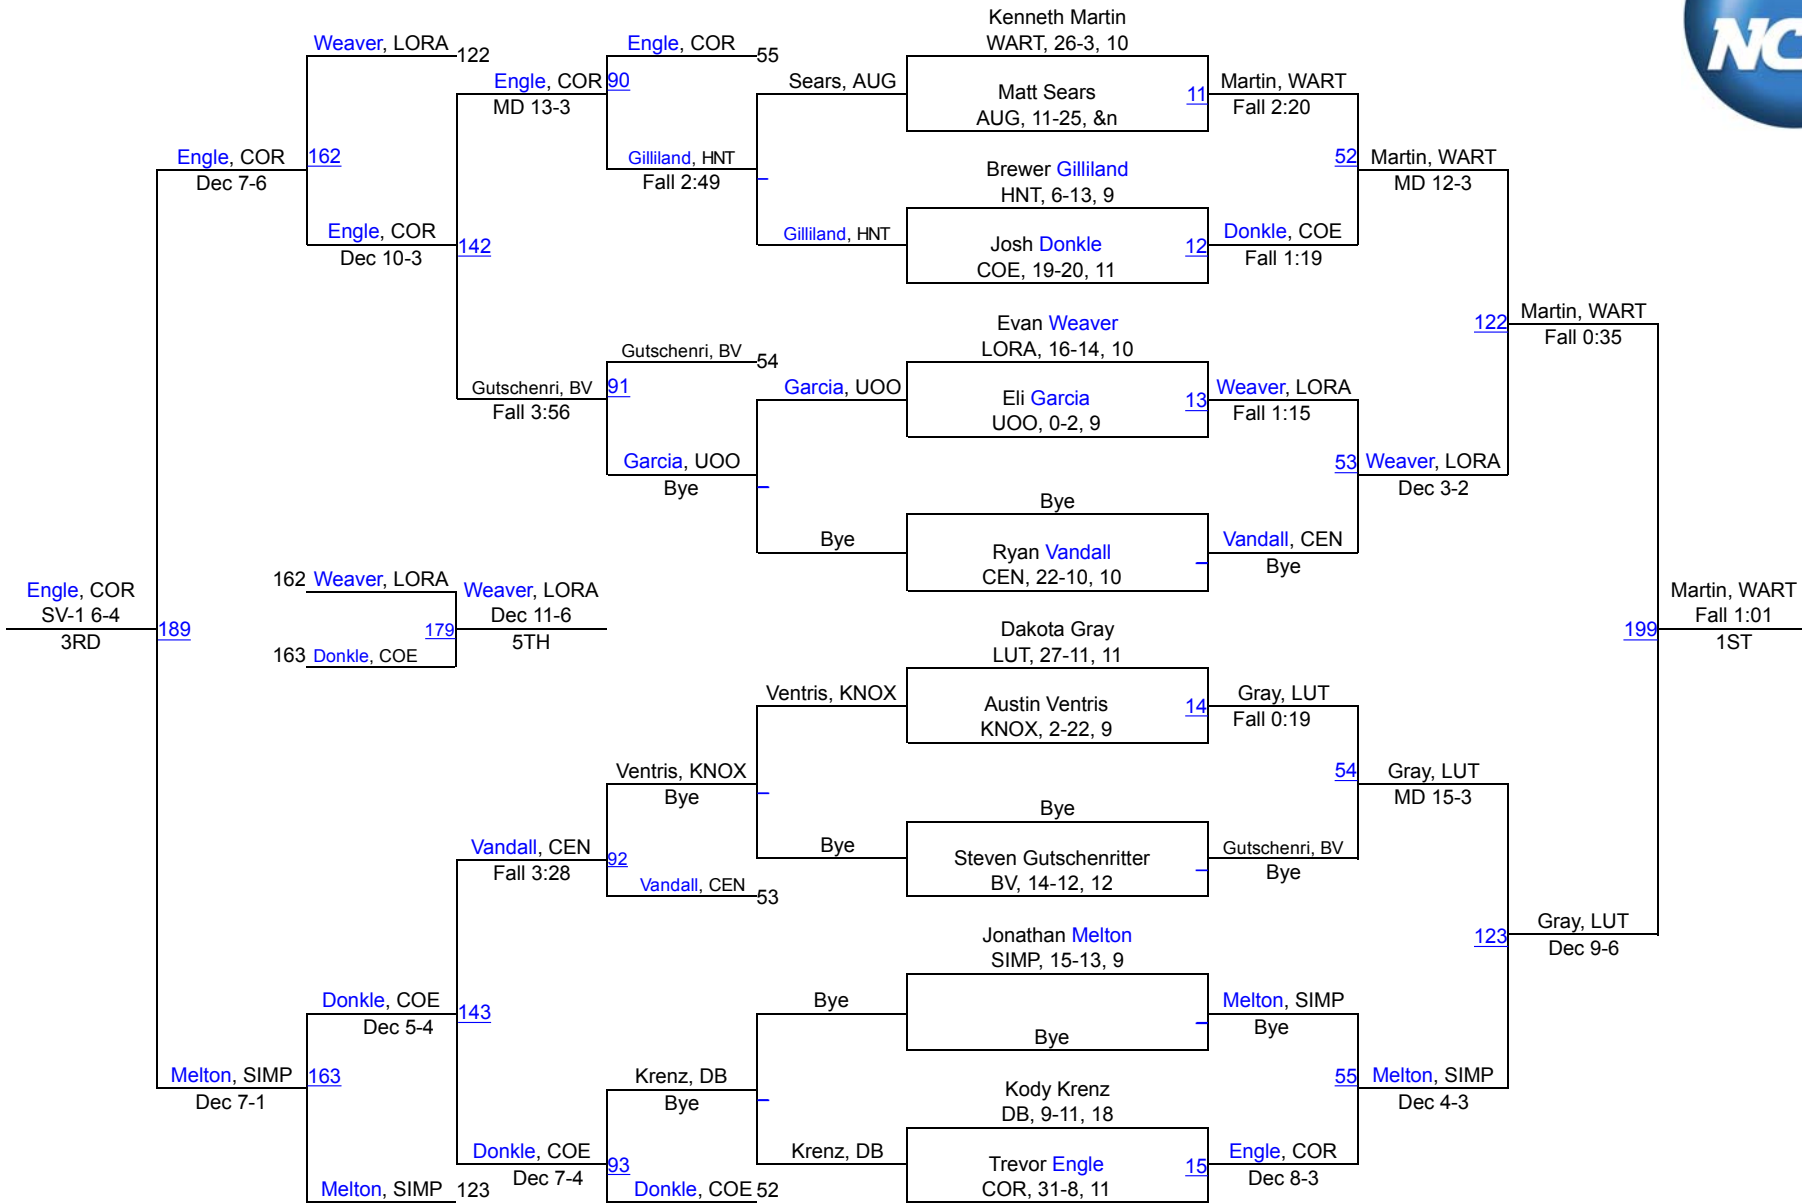 NC
Kenneth Martin
WART, 26-3, 10
Matt Sears
AUG, 11-25, &n
11
Martin, WART
Fall 2:20
Brewer Gilliland
HNT, 6-13, 9
Josh Donkle
COE, 19-20, 11
12
Donkle, COE
Fall 1:19
52
Martin, WART
MD 12-3
Evan Weaver
LORA, 16-14, 10
Eli Garcia
UOO, 0-2, 9
13
Weaver, LORA
Fall 1:15
Bye
Ryan Vandall
CEN, 22-10, 10
Vandall, CEN
Bye
53
Weaver, LORA
Dec 3-2
122
Martin, WART
Fall 0:35
Dakota Gray
LUT, 27-11, 11
Austin Ventris
KNOX, 2-22, 9
14
Gray, LUT
Fall 0:19
Bye
Steven Gutschenritter
BV, 14-12, 12
Gutschenri, BV
Bye
54
Gray, LUT
MD 15-3
Jonathan Melton
SIMP, 15-13, 9
Bye
Melton, SIMP
Bye
Kody Krenz
DB, 9-11, 18
Trevor Engle
COR, 31-8, 11
15
Engle, COR
Dec 8-3
55
Melton, SIMP
Dec 4-3
123
Gray, LUT
Dec 9-6
199
Martin, WART
Fall 1:01
1ST
Sears, AUG
Gilliland, HNT
Gilliland, HNT
Fall 2:49
Engle, COR
55
90
Engle, COR
MD 13-3
Garcia, UOO
Bye
Garcia, UOO
Bye
Gutschenri, BV
54
91
Gutschenri, BV
Fall 3:56
142
Engle, COR
Dec 10-3
Weaver, LORA
122
162
Engle, COR
Dec 7-6
Ventris, KNOX
Bye
Ventris, KNOX
Bye
Vandall, CEN
53
92
Vandall, CEN
Fall 3:28
Bye
Krenz, DB
Krenz, DB
Bye
Donkle, COE
52
93
Donkle, COE
Dec 7-4
143
Donkle, COE
Dec 5-4
Melton, SIMP
123
163
Melton, SIMP
Dec 7-1
189
Engle, COR
SV-1 6-4
3RD
162
Weaver, LORA
163
Donkle, COE
179
Weaver, LORA
Dec 11-6
5TH